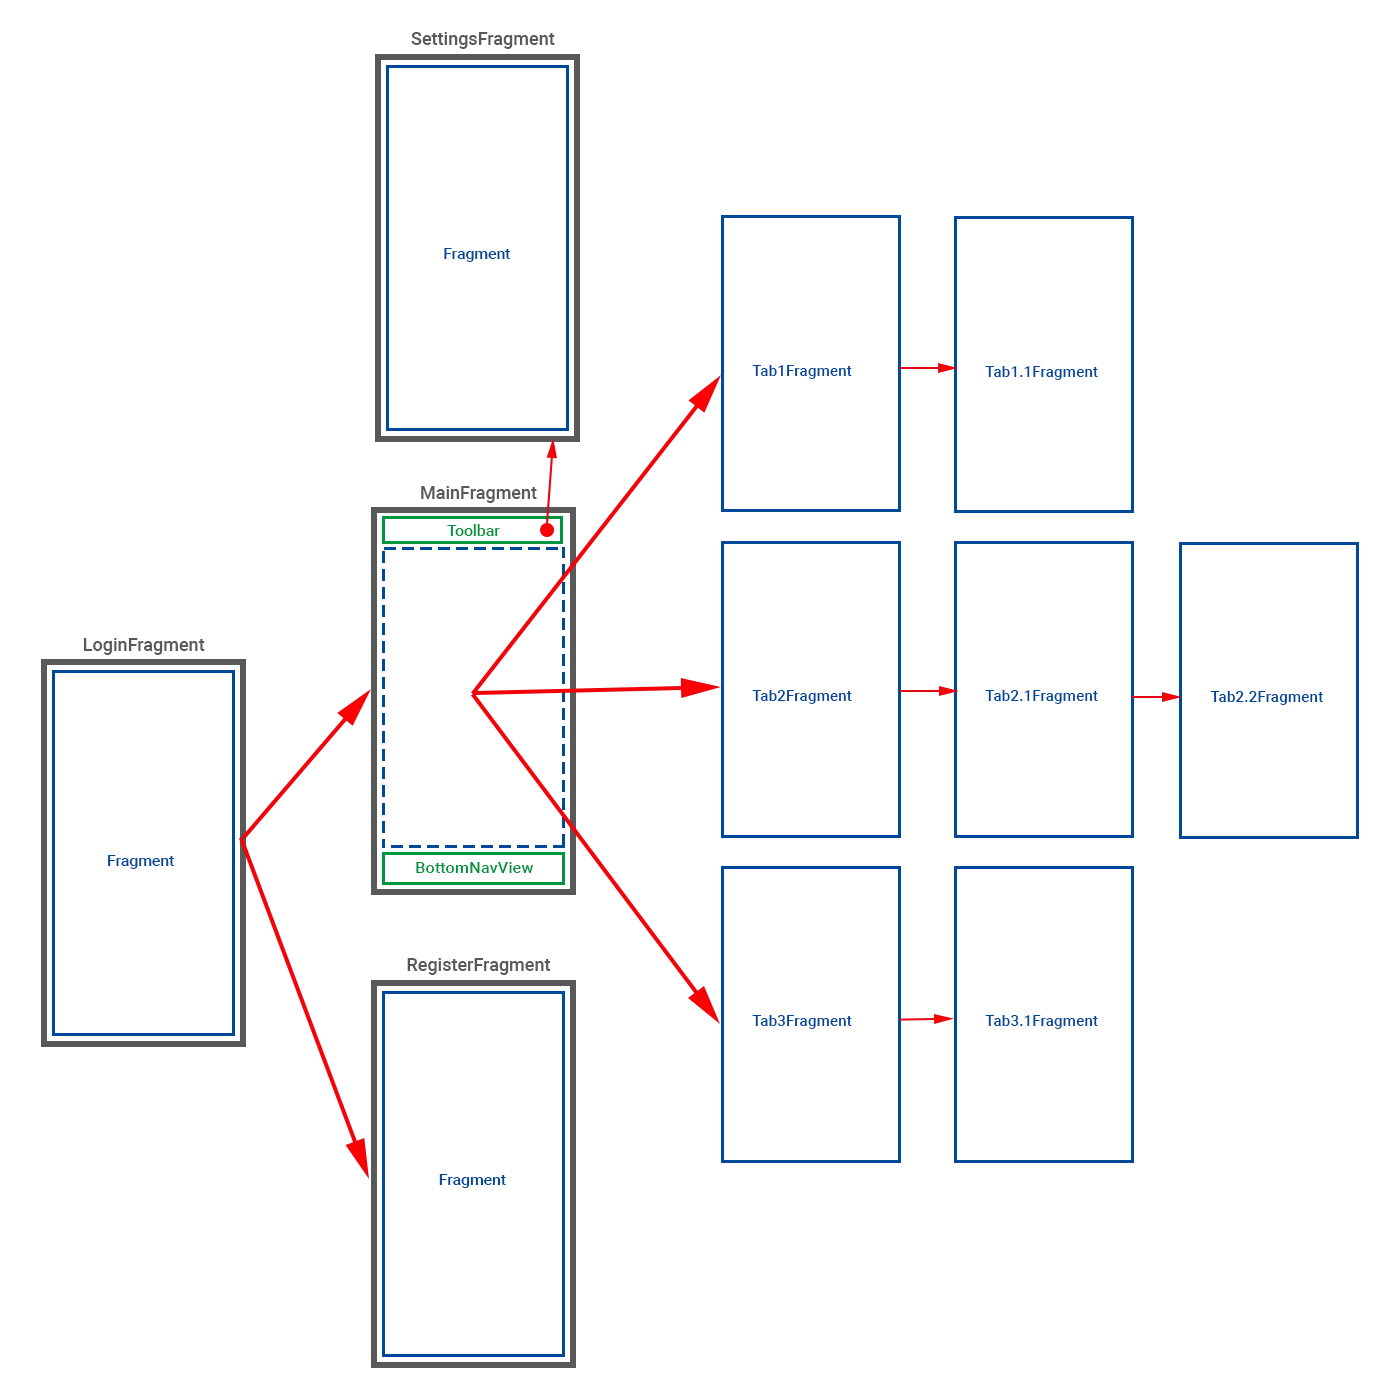 SettingsFragment
Fragment
Tab1Fragment
Tab1.1Fragment
MainFragment
Toolbar
LoginFragment
Tab2Fragment
Tab2.1Fragment
Tab2.2Fragment
Fragment
BottomNavView
RegisterFragment
Tab3Fragment
Tab3.1Fragment
Fragment